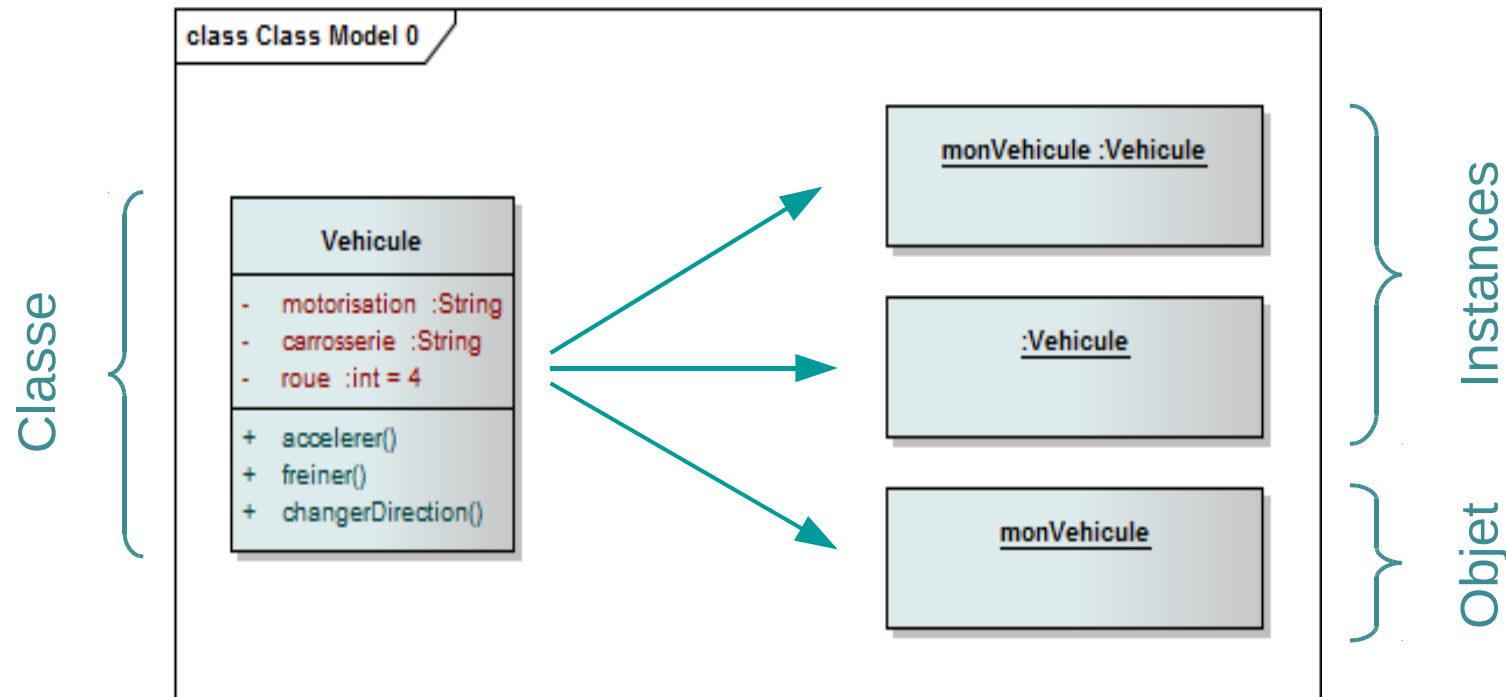 class Class Model 0
Classe
Vehicule
- motorisation :String
- carrosserie :String
- roue :int = 4
+ accelerer()
+ freiner()
+ changerDirection()
monVehicule :Vehicule
:Vehicule
monVehicule
Instances
Objet